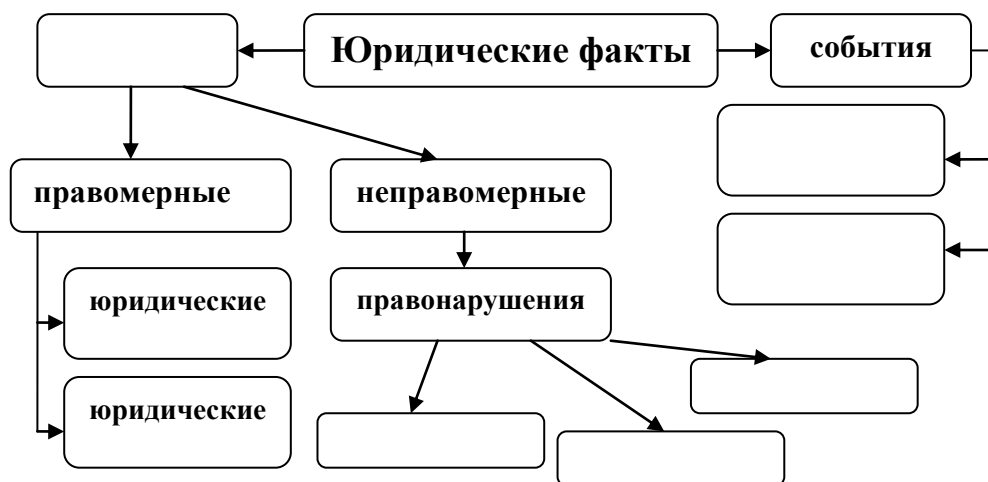 Юридические факты
события
правомерные
неправомерные
юридические
правонарушения
юридические